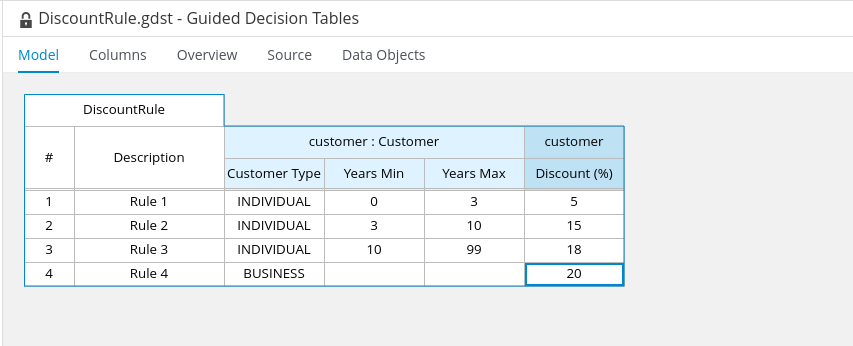 DiscountRule.gdst - Guided Decision Tables
Model Columns Overview Source Data Objects
DiscountRule
# Description customer : Customer customer
Customer Type Years Min Years Max Discount (%)
1 Rule 1 INDIVIDUAL 0 3 5
2 Rule 2 INDIVIDUAL 3 10 15
3 Rule 3 INDIVIDUAL 10 99 18
4 Rule 4 BUSINESS 20